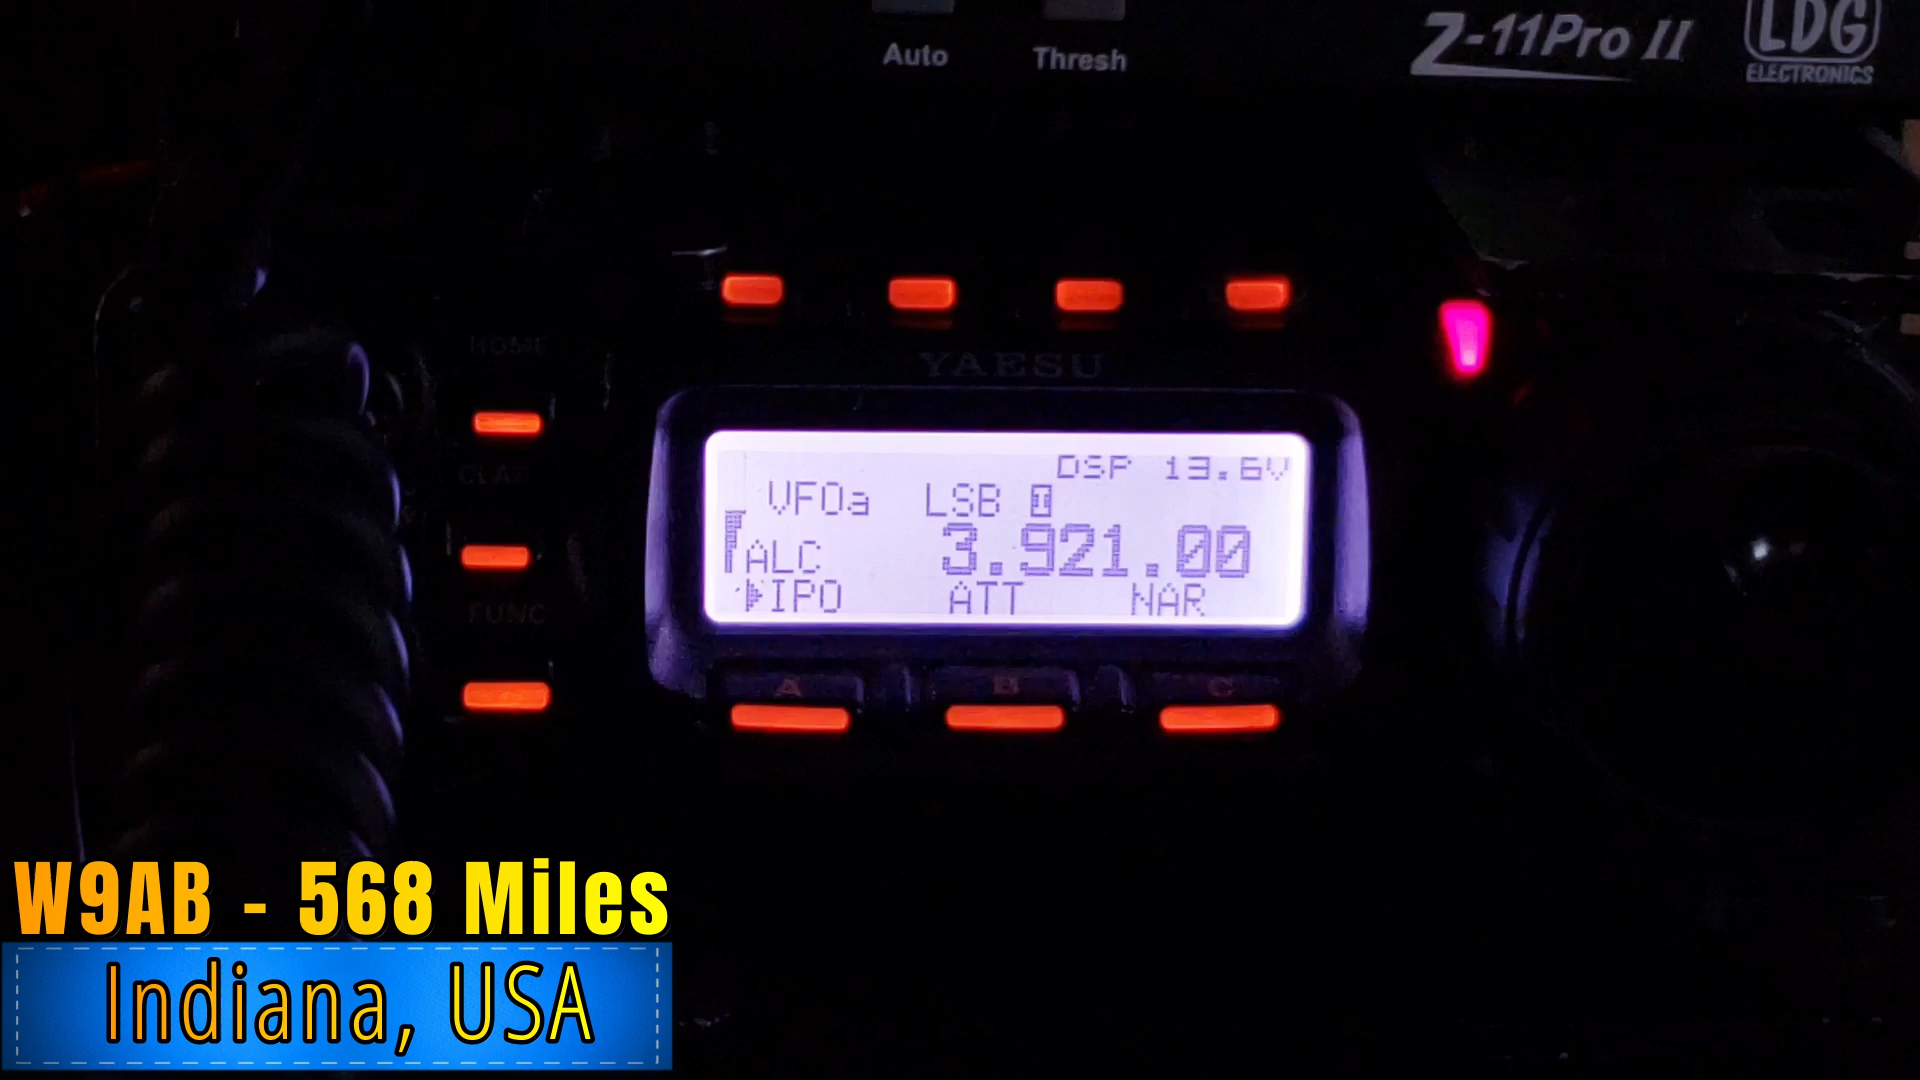 Auto Thresh
Z-11Pro II
LDG
ELECTRONICS
HOME
CLAR
FUNC
YAESU
DSP 13.6V
VFOa LSB
3.921.00
ALC
IPO ATT NAR
A B C
W9AB - 568 Miles
Indiana, USA